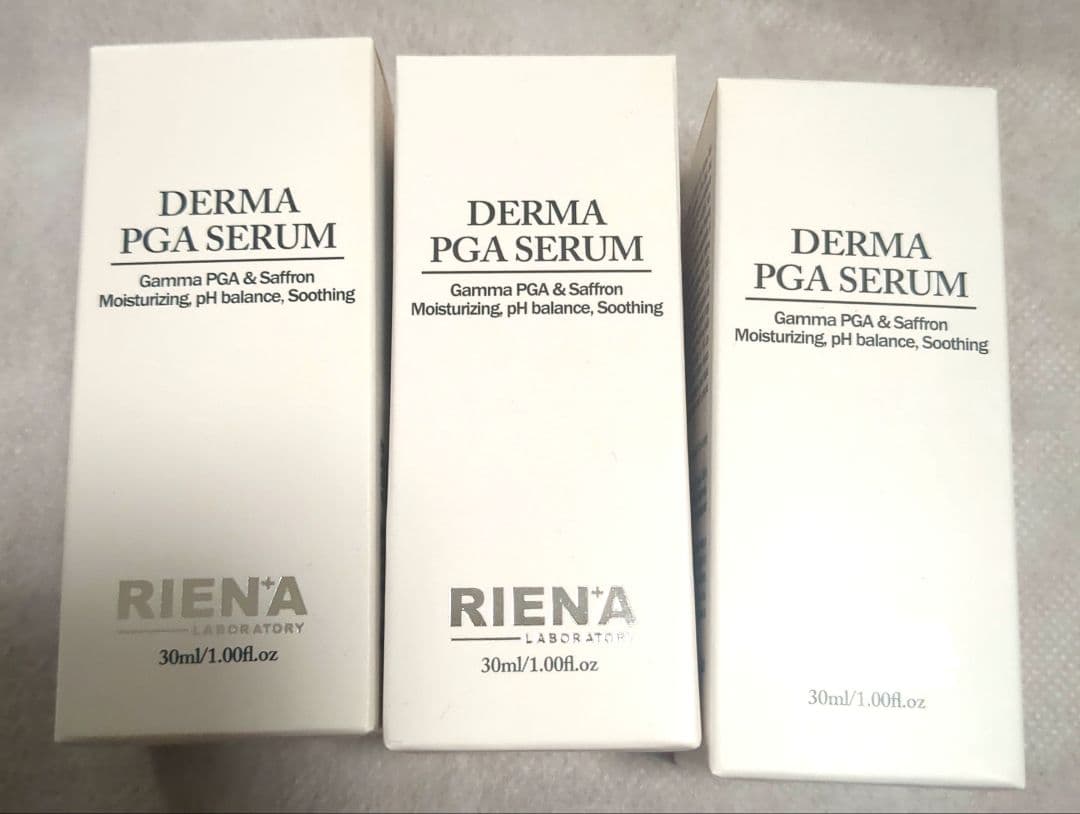 DERMA
PGA SERUM
Gamma PGA & Saffron
Moisturizing, pH balance, Soothing
RIEN+A
LABORATORY
30ml/1.00fl.oz
DERMA
PGA SERUM
Gamma PGA & Saffron
Moisturizing, pH balance, Soothing
RIEN+A
LABORATORY
30ml/1.00fl.oz
DERMA
PGA SERUM
Gamma PGA & Saffron
Moisturizing, pH balance, Soothing
30ml/1.00fl.oz